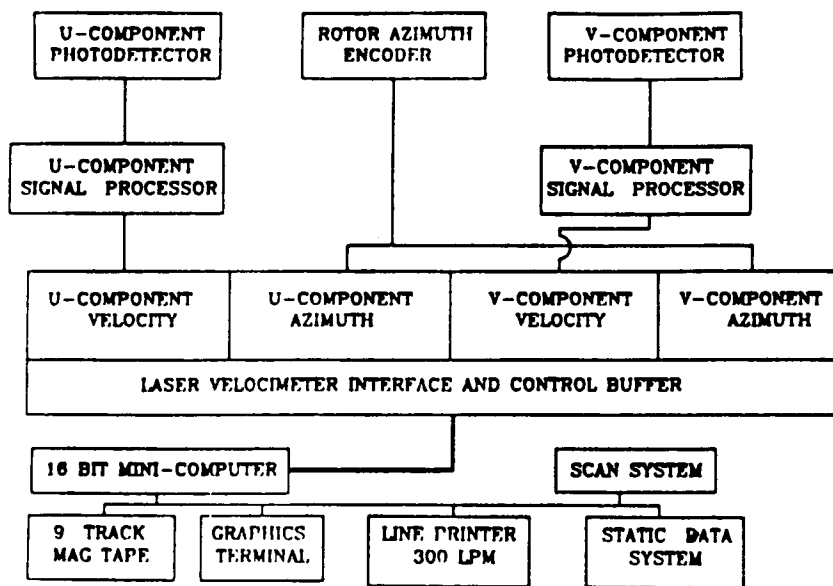 U-COMPONENT
PHOTODETECTOR
ROTOR AZIMUTH
ENCODER
V-COMPONENT
PHOTODETECTOR
U-COMPONENT
SIGNAL PROCESSOR
V-COMPONENT
SIGNAL PROCESSOR
U-COMPONENT
VELOCITY
U-COMPONENT
AZIMUTH
V-COMPONENT
VELOCITY
V-COMPONENT
AZIMUTH
LASER VELOCIMETER INTERFACE AND CONTROL BUFFER
16 BIT MINI-COMPUTER
SCAN SYSTEM
9 TRACK
MAG TAPE
GRAPHICS
TERMINAL
LINE PRINTER
300 LPM
STATIC DATA
SYSTEM